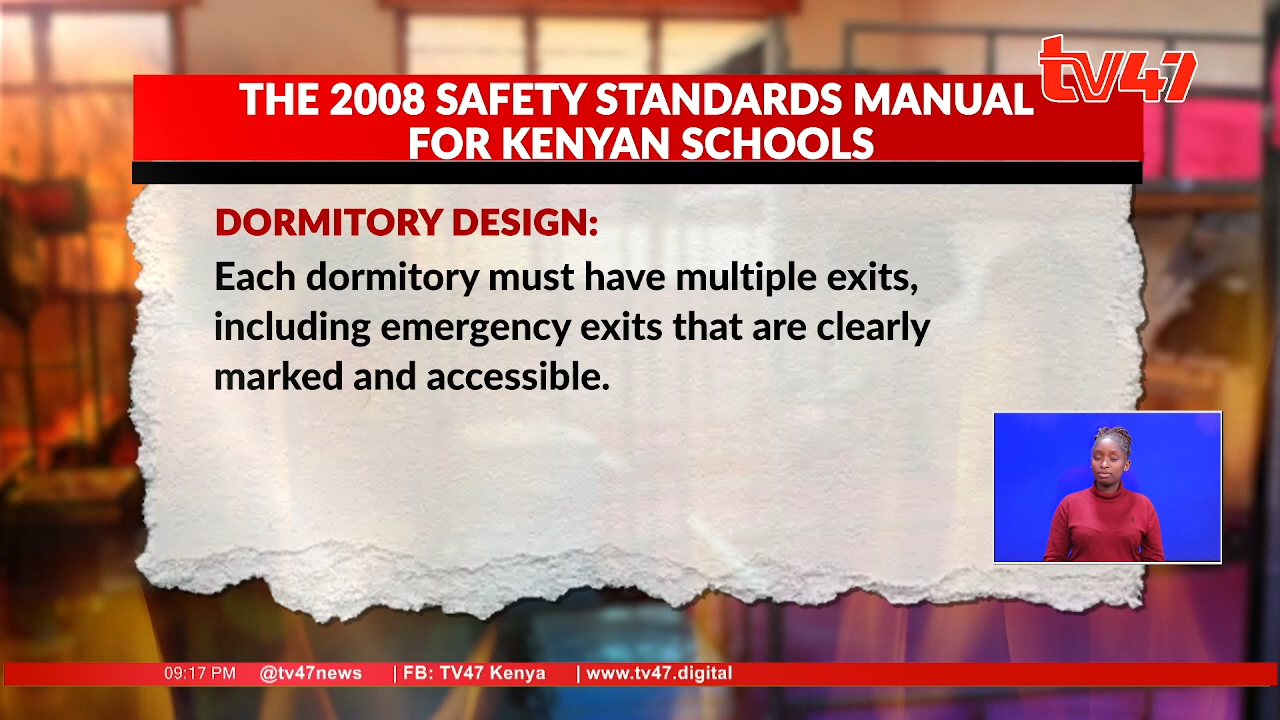 tv47
THE 2008 SAFETY STANDARDS MANUAL
FOR KENYAN SCHOOLS
DORMITORY DESIGN:
Each dormitory must have multiple exits,
including emergency exits that are clearly
marked and accessible.
09:17 PM @tv47news | FB: TV47 Kenya | www.tv47.digital